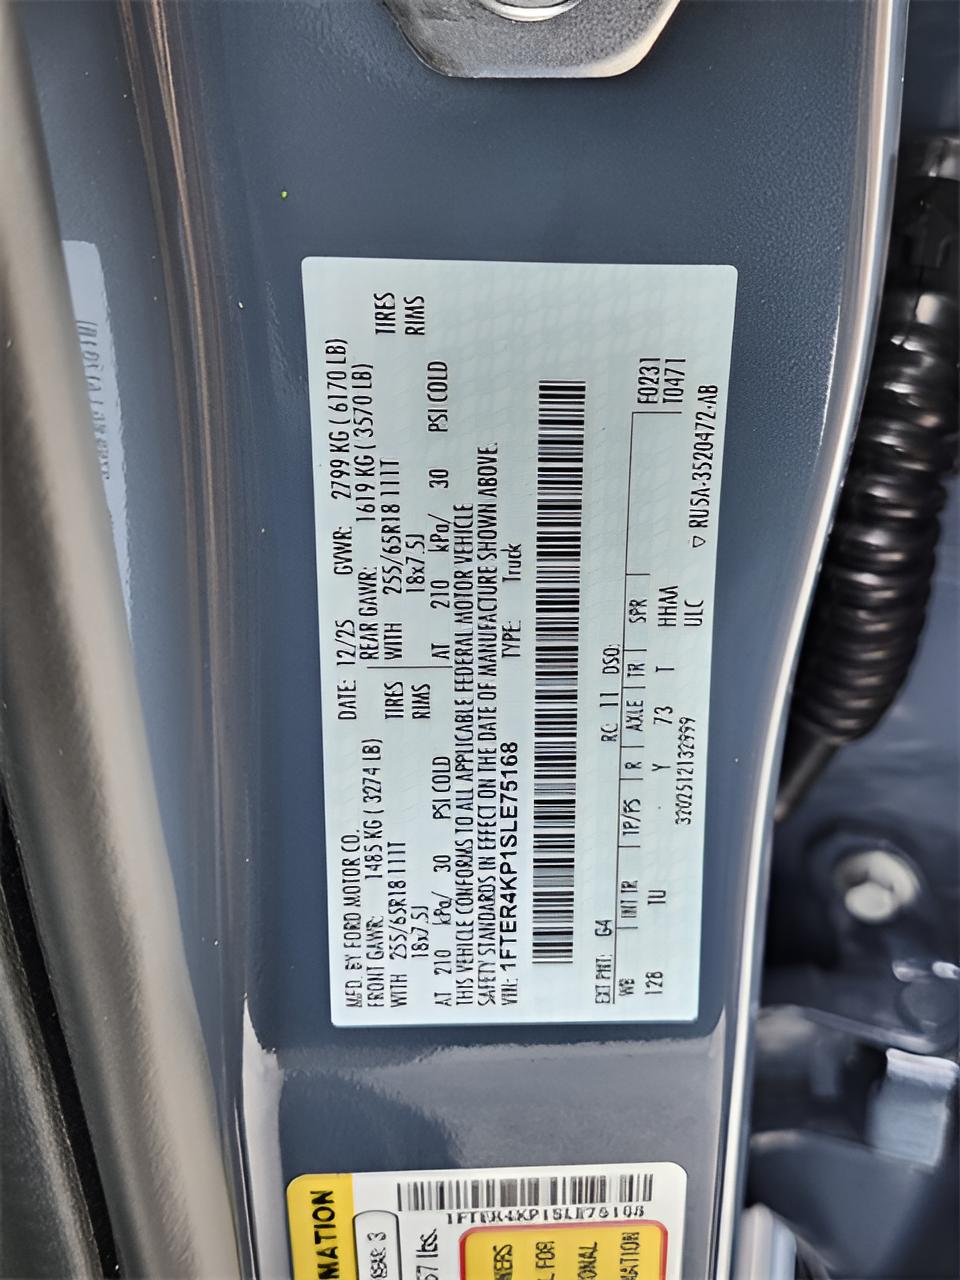 MFD. BY FORD MOTOR CO.
DATE: 12/25 GVWR: 2799 KG ( 6170 LB)
FRONT GAWR: 1485 KG ( 3274 LB)
REAR GAWR: 1619 KG ( 3570 LB)
WITH 255/65R18 111T TIRES
WITH 255/65R18 111T TIRES
18x7.5J RIMS
18x7.5J RIMS
AT 210 kPa/ 30 PSI COLD
AT 210 kPa/ 30 PSI COLD
THIS VEHICLE CONFORMS TO ALL APPLICABLE FEDERAL MOTOR VEHICLE
SAFETY STANDARDS IN EFFECT ON THE DATE OF MANUFACTURE SHOWN ABOVE.
VIN: 1FTER4KP1SLE75168
TYPE: Truck
EXT PNT: G4 RC: 11 DSO:
WB INT TR TP/PS R AXLE TR SPR
F0231
T0471
128 TU Y 73 T HHAA
ULC
32V0251213​2999
▽ RU5A-3520472-AB
MATION